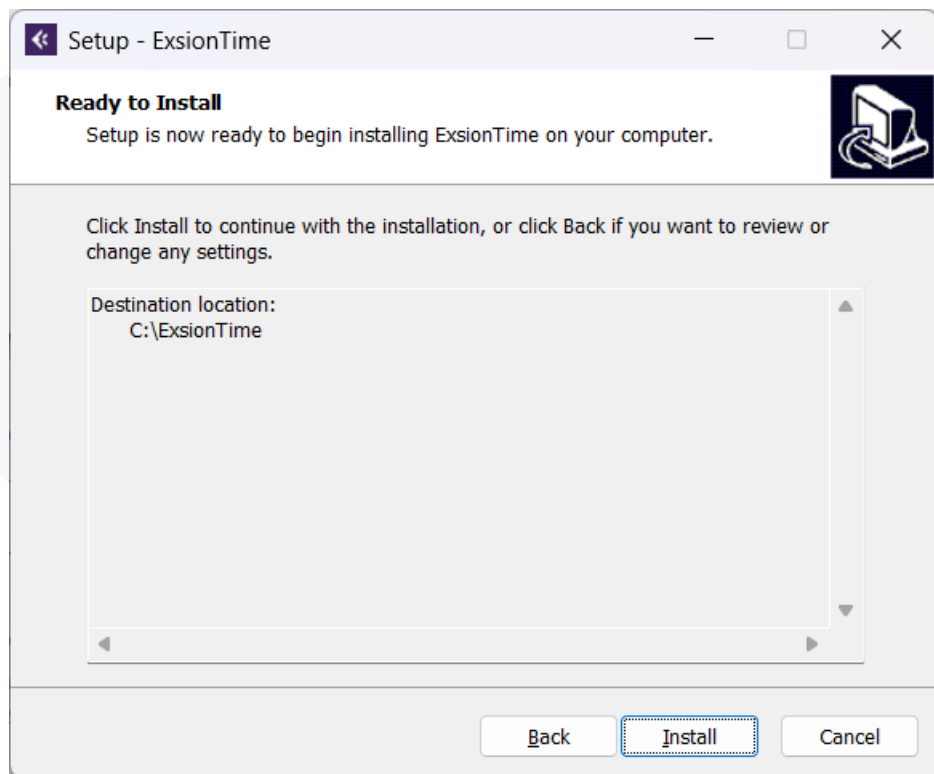 Setup - ExsionTime
Ready to Install
Setup is now ready to begin installing ExsionTime on your computer.
Click Install to continue with the installation, or click Back if you want to review or
change any settings.
Destination location:
C:\ExsionTime
Back
Install
Cancel